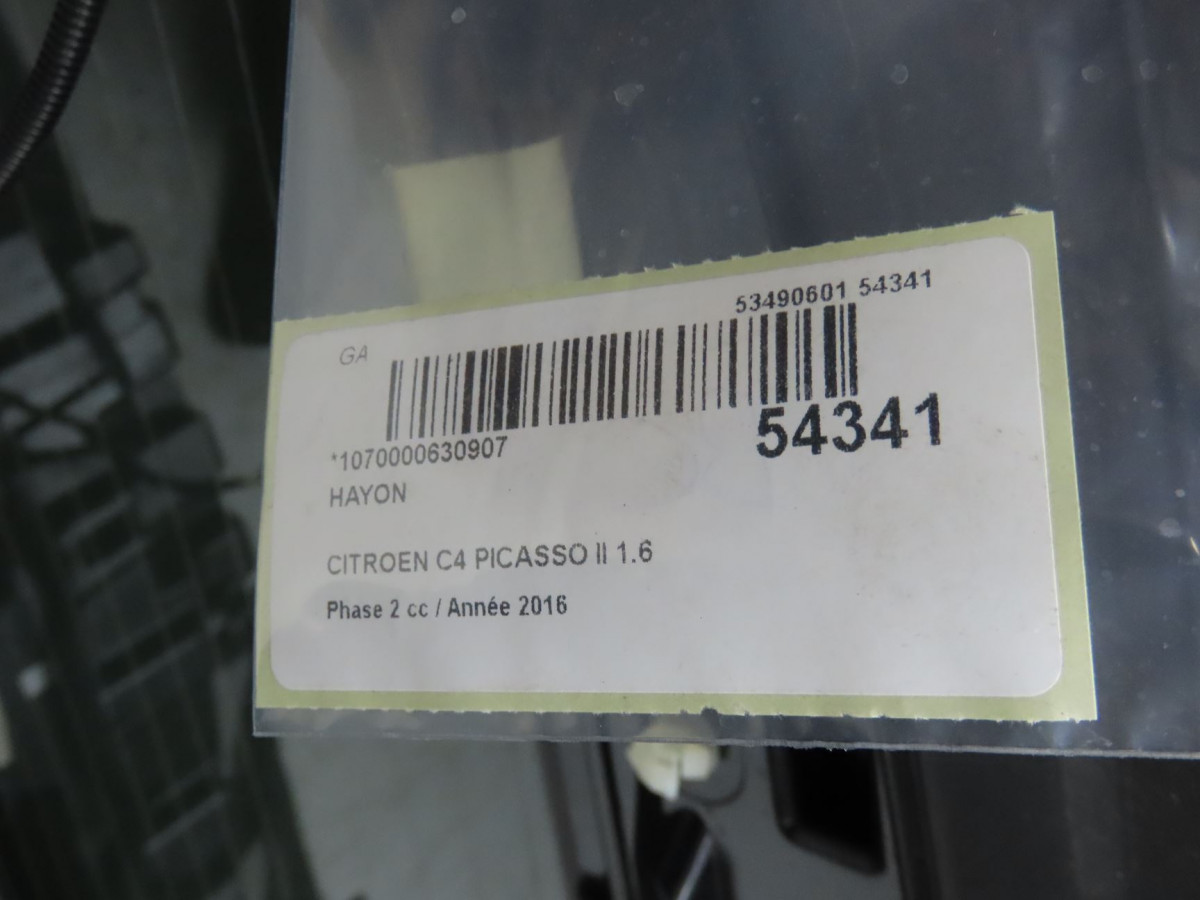 53490601 54341
GA
54341
*1070000630907
HAYON
CITROEN C4 PICASSO II 1.6
Phase 2 cc / Année 2016